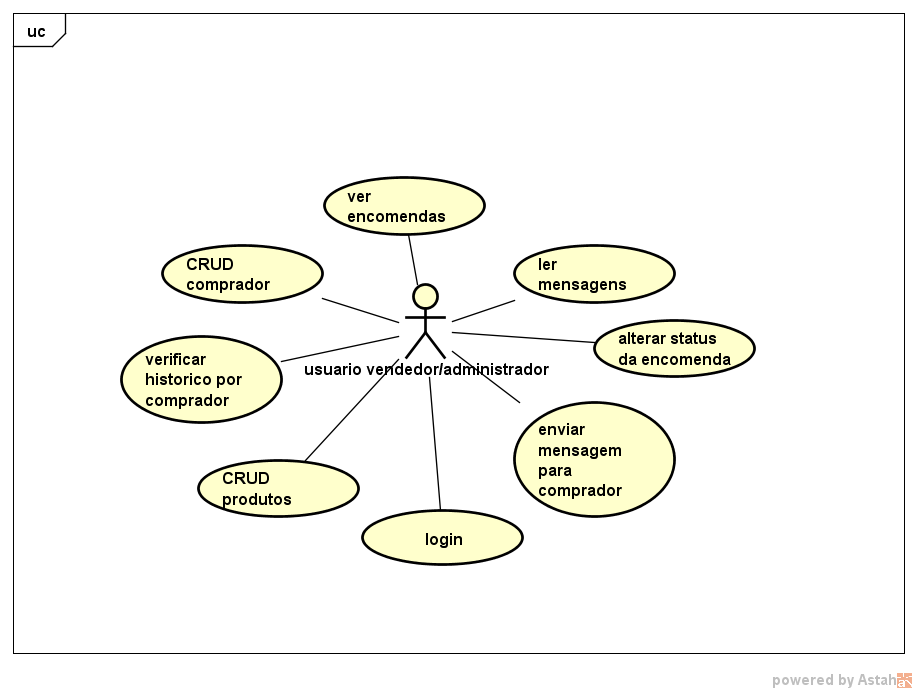 uc
ver
encomendas
CRUD
comprador
ler
mensagens
verificar
historico por
comprador
alterar status
da encomenda
usuario vendedor/administrador
enviar
mensagem
para
comprador
CRUD
produtos
login
powered by Astah